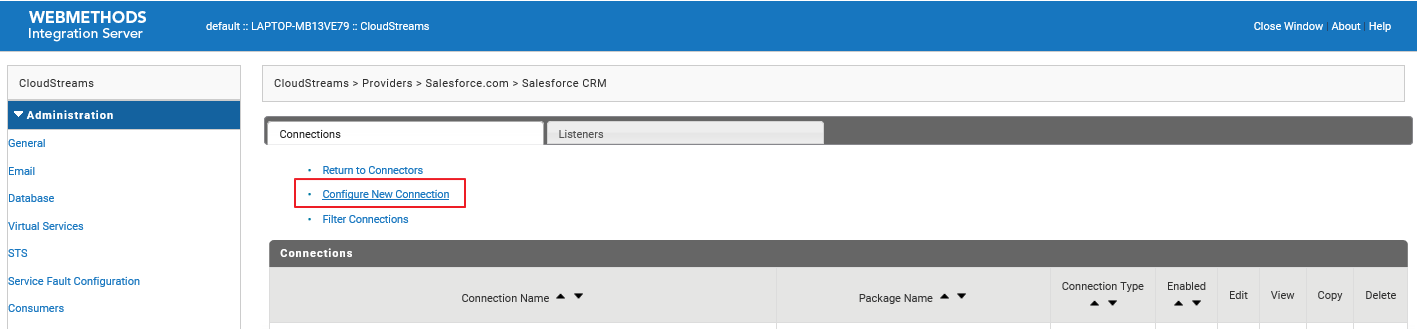 WEBMETHODS
Integration Server
default :: LAPTOP-MB13VE79 :: CloudStreams
Close Window | About | Help
CloudStreams
Administration
General
Email
Database
Virtual Services
STS
Service Fault Configuration
Consumers
CloudStreams > Providers > Salesforce.com > Salesforce CRM
Connections
Listeners
Return to Connectors
Configure New Connection
Filter Connections
Connections
Connection Name
Package Name
Connection Type
Enabled
Edit
View
Copy
Delete